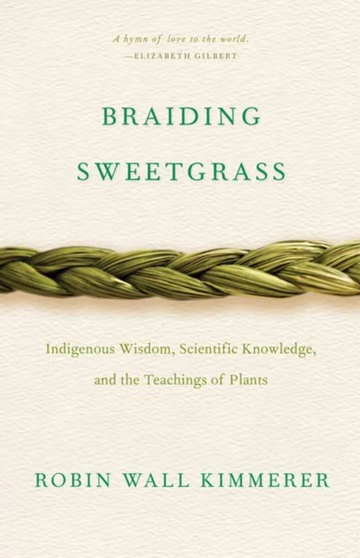 A hymn of love to the world.
—ELIZABETH GILBERT
BRAIDING
SWEETGRASS
Indigenous Wisdom, Scientific Knowledge,
and the Teachings of Plants
ROBIN WALL KIMMERER